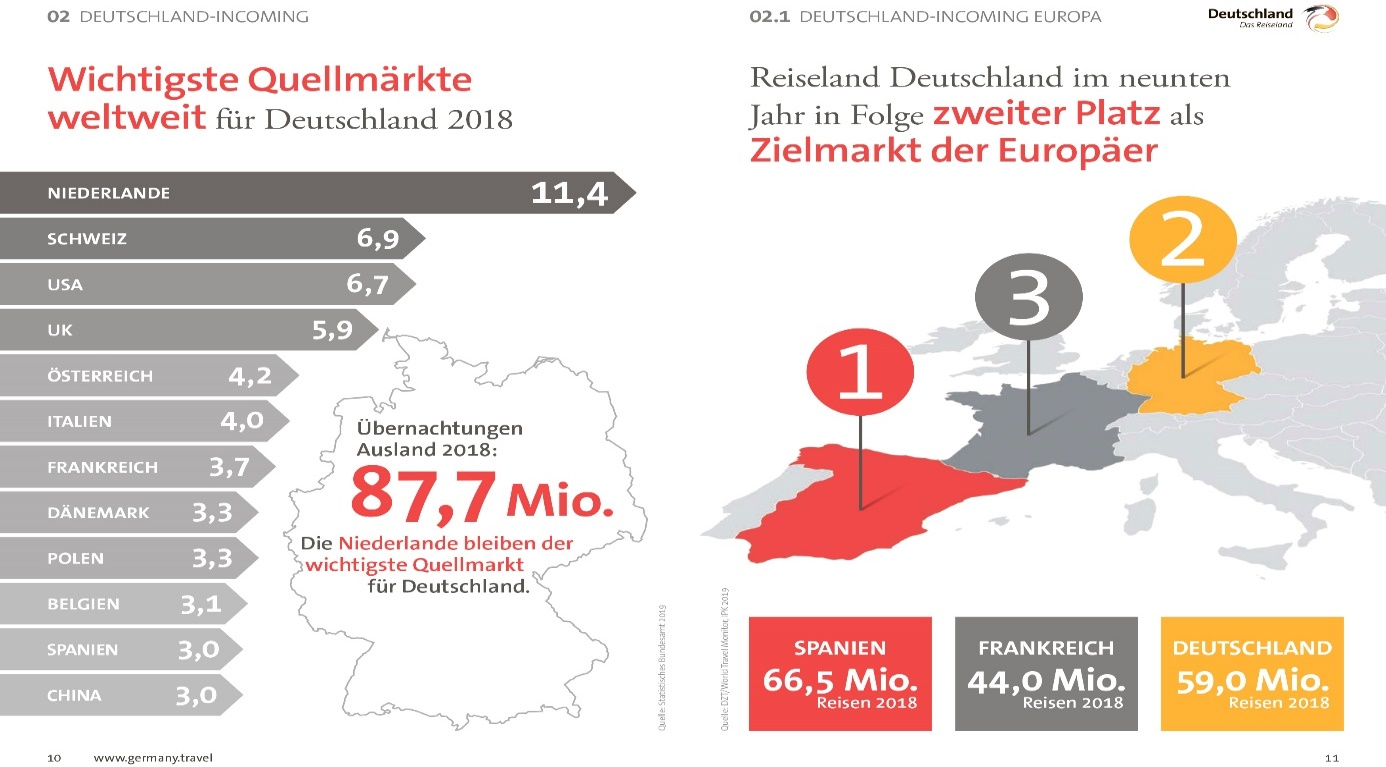 02 DEUTSCHLAND-INCOMING
Wichtigste Quellmärkte
weltweit für Deutschland 2018
NIEDERLANDE 11,4
SCHWEIZ 6,9
USA 6,7
UK 5,9
ÖSTERREICH 4,2
ITALIEN 4,0
FRANKREICH 3,7
DÄNEMARK 3,3
POLEN 3,3
BELGIEN 3,1
SPANIEN 3,0
CHINA 3,0
Übernachtungen
Ausland 2018:
87,7 Mio.
Die Niederlande bleiben der
wichtigste Quellmarkt
für Deutschland.
Quelle: Statistisches Bundesamt 2019
10 www.germany.travel
02.1 DEUTSCHLAND-INCOMING EUROPA
Deutschland
Das Reiseland
Reiseland Deutschland im neunten
Jahr in Folge zweiter Platz als
Zielmarkt der Europäer
1
3
2
Quelle: DZT/World Travel Monitor, IPK 2019
SPANIEN
66,5 Mio.
Reisen 2018
FRANKREICH
44,0 Mio.
Reisen 2018
DEUTSCHLAND
59,0 Mio.
Reisen 2018
11